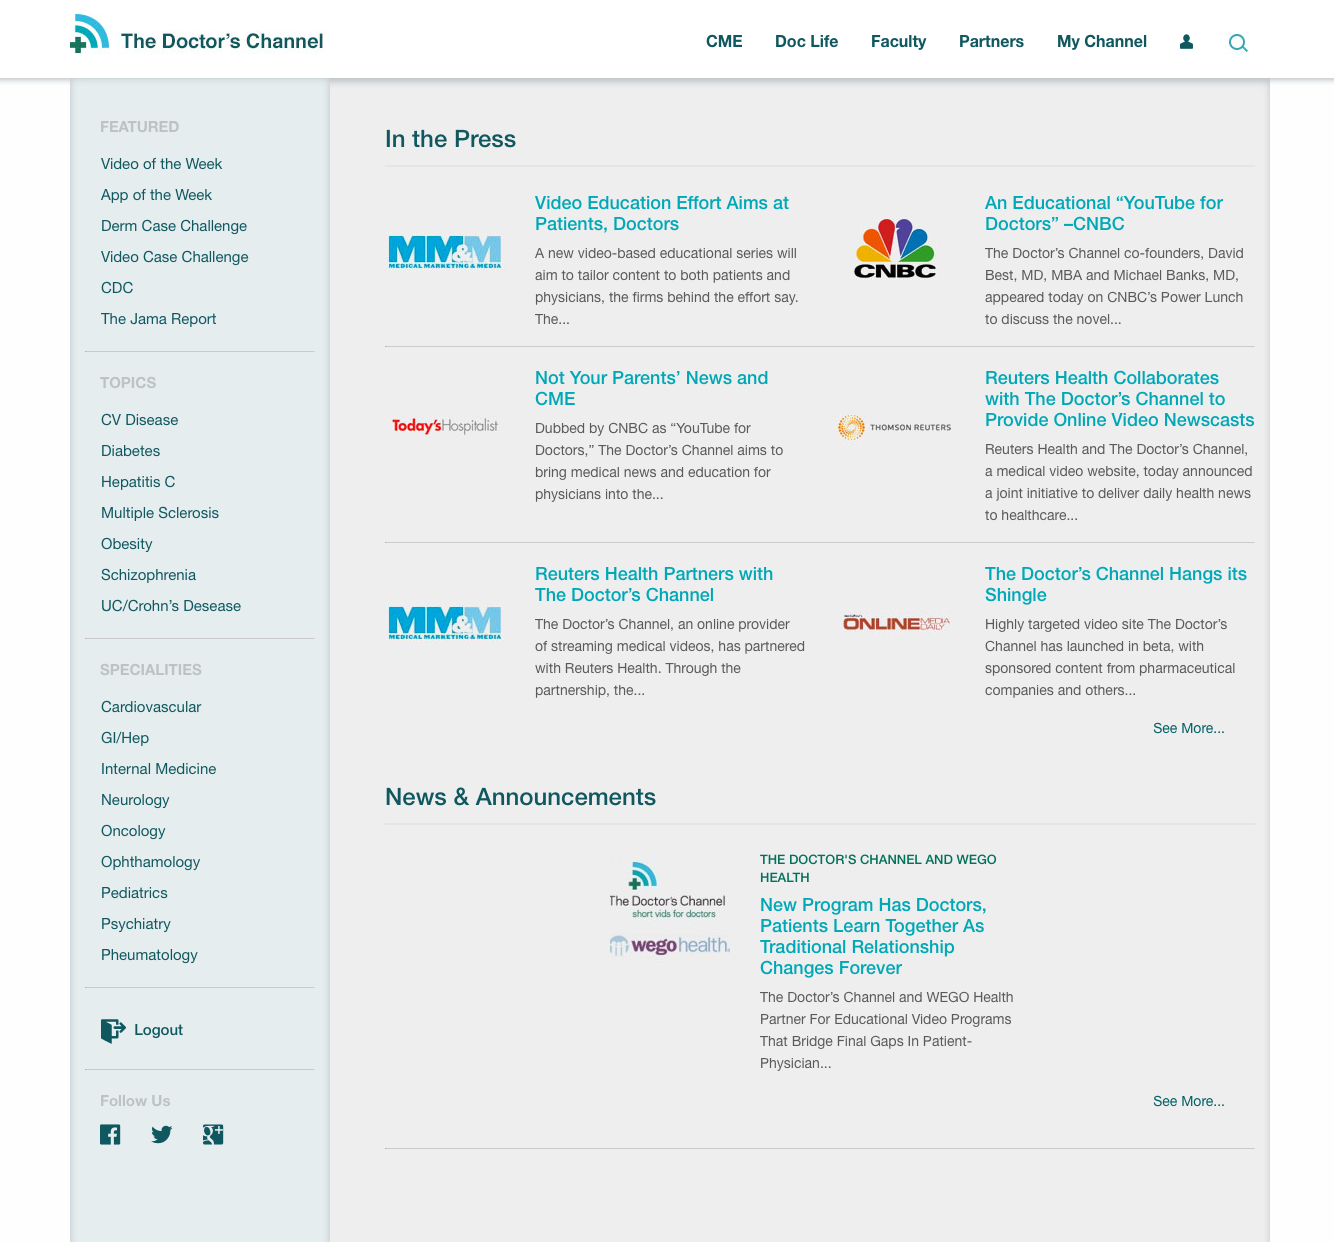 The Doctor's Channel
CME
Doc Life
Faculty
Partners
My Channel
FEATURED
Video of the Week
App of the Week
Derm Case Challenge
Video Case Challenge
CDC
The Jama Report
TOPICS
CV Disease
Diabetes
Hepatitis C
Multiple Sclerosis
Obesity
Schizophrenia
UC/Crohn's Desease
SPECIALITIES
Cardiovascular
GI/Hep
Internal Medicine
Neurology
Oncology
Ophthamology
Pediatrics
Psychiatry
Pheumatology
Logout
Follow Us
In the Press
MM&M
MEDICAL MARKETING & MEDIA
Video Education Effort Aims at
Patients, Doctors
A new video-based educational series will
aim to tailor content to both patients and
physicians, the firms behind the effort say.
The...
CNBC
An Educational “YouTube for
Doctors” –CNBC
The Doctor's Channel co-founders, David
Best, MD, MBA and Michael Banks, MD,
appeared today on CNBC's Power Lunch
to discuss the novel...
Today'sHospitalist
Not Your Parents' News and
CME
Dubbed by CNBC as “YouTube for
Doctors,” The Doctor's Channel aims to
bring medical news and education for
physicians into the...
THOMSON REUTERS
Reuters Health Collaborates
with The Doctor's Channel to
Provide Online Video Newscasts
Reuters Health and The Doctor's Channel,
a medical video website, today announced
a joint initiative to deliver daily health news
to healthcare...
MM&M
MEDICAL MARKETING & MEDIA
Reuters Health Partners with
The Doctor's Channel
The Doctor's Channel, an online provider
of streaming medical videos, has partnered
with Reuters Health. Through the
partnership, the...
ONLINE MEDIA DAILY
The Doctor's Channel Hangs its
Shingle
Highly targeted video site The Doctor's
Channel has launched in beta, with
sponsored content from pharmaceutical
companies and others...
See More...
News & Announcements
The Doctor's Channel
short vids for doctors
wegohealth.
THE DOCTOR'S CHANNEL AND WEGO
HEALTH
New Program Has Doctors,
Patients Learn Together As
Traditional Relationship
Changes Forever
The Doctor's Channel and WEGO Health
Partner For Educational Video Programs
That Bridge Final Gaps In Patient-
Physician...
See More...